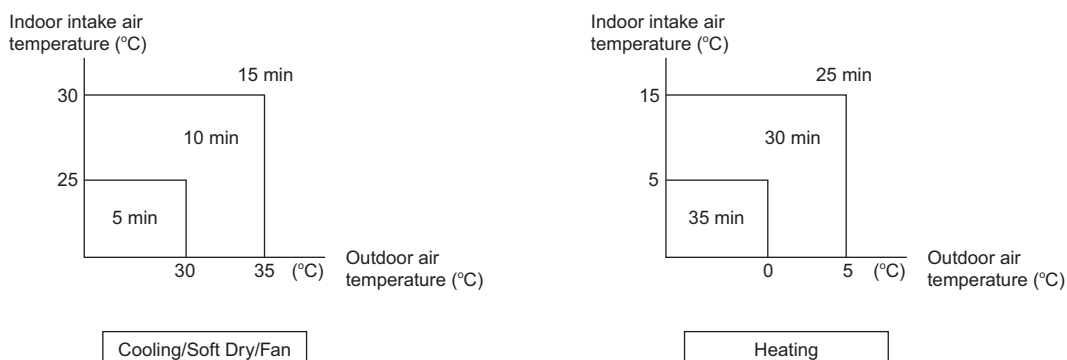 Indoor intake air
temperature (°C)
15 min
30
10 min
25
5 min
30 35 (°C)
Outdoor air
temperature (°C)
Cooling/Soft Dry/Fan
Indoor intake air
temperature (°C)
25 min
15
30 min
5
35 min
0 5 (°C)
Outdoor air
temperature (°C)
Heating